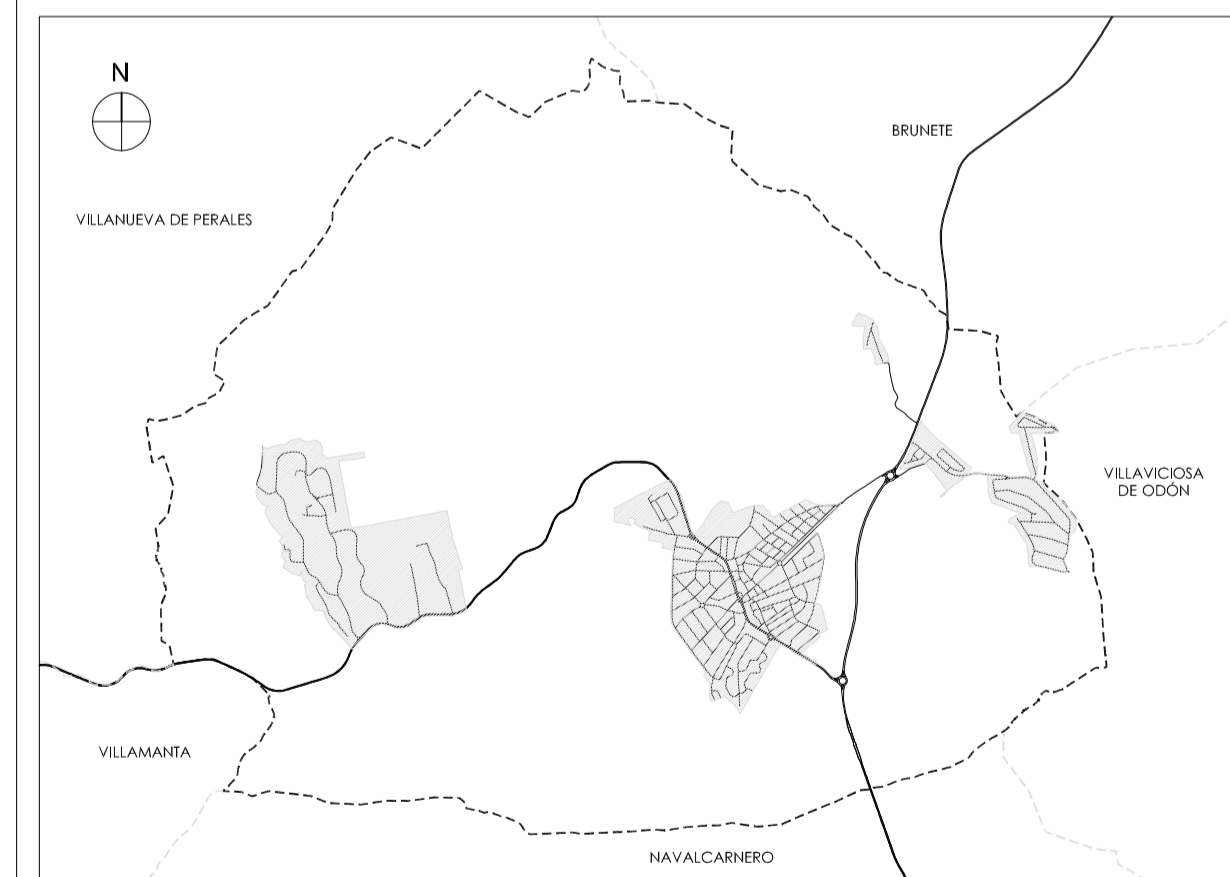 N
BRUNETE
VILLANUEVA DE PERALES
VILLAVICIOSA
DE ODÓN
VILLAMANTA
NAVALCARNERO